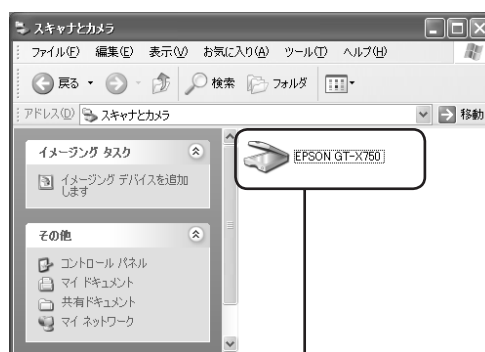 スキャナとカメラ
ファイル(F) 編集(E) 表示(V) お気に入り(A) ツール(T) ヘルプ(H)
戻る 検索 フォルダ
アドレス(D) スキャナとカメラ 移動
イメージング タスク
イメージング デバイスを追加
します
EPSON GT-X750
その他
コントロール パネル
マイ ドキュメント
共有ドキュメント
マイ ネットワーク